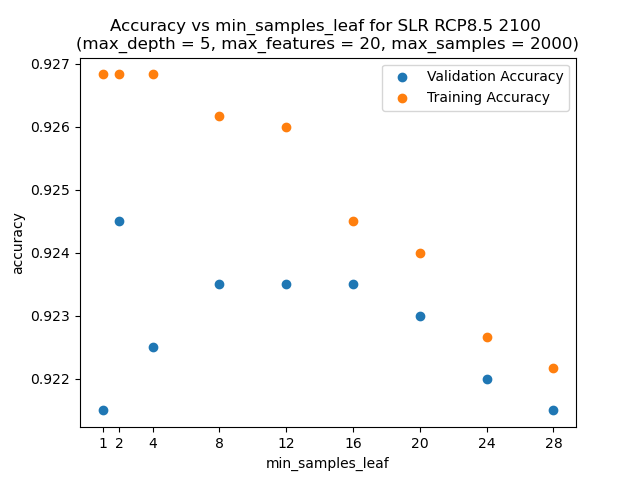 Accuracy vs min_samples_leaf for SLR RCP8.5 2100
(max_depth = 5, max_features = 20, max_samples = 2000)
0.927
0.926
0.925
0.924
0.923
0.922
accuracy
Validation Accuracy
Training Accuracy
1 2 4 8 12 16 20 24 28
min_samples_leaf